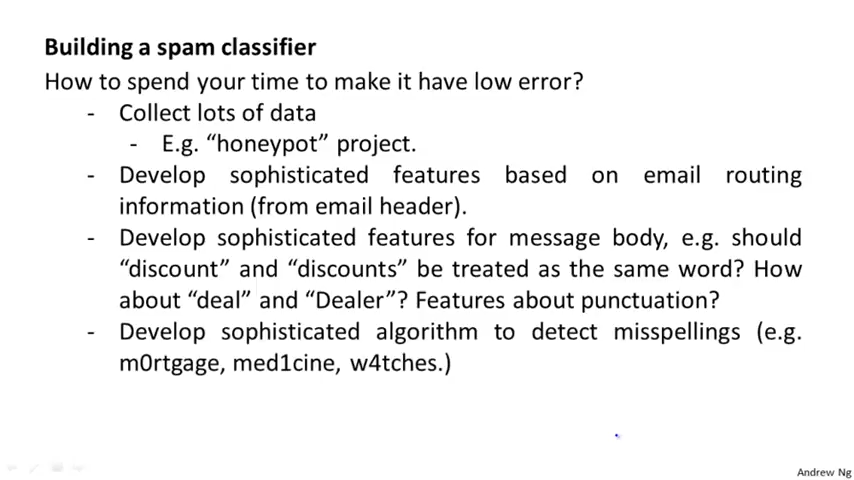 Building a spam classifier
How to spend your time to make it have low error?
- Collect lots of data
- E.g. “honeypot” project.
- Develop sophisticated features based on email routing
information (from email header).
- Develop sophisticated features for message body, e.g. should
“discount” and “discounts” be treated as the same word? How
about “deal” and “Dealer”? Features about punctuation?
- Develop sophisticated algorithm to detect misspellings (e.g.
m0rtgage, med1cine, w4tches.)
Andrew Ng